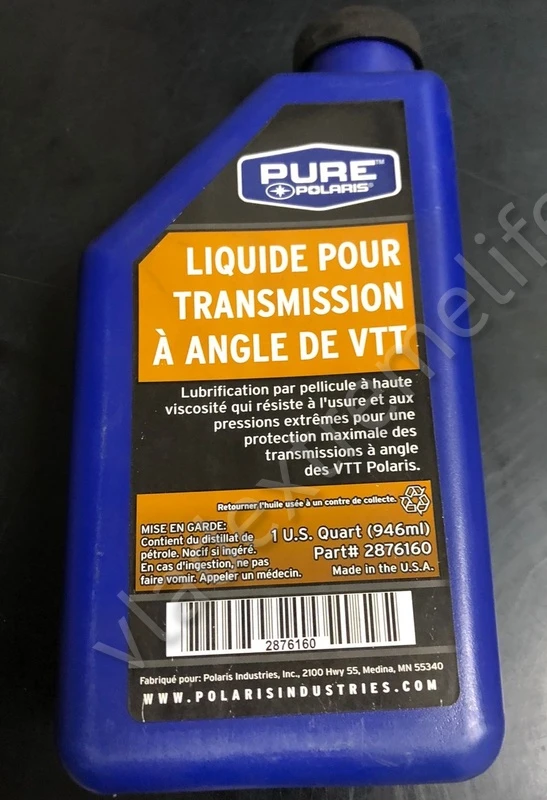 PURE™
POLARIS®
LIQUIDE POUR
TRANSMISSION
À ANGLE DE VTT
Lubrification par pellicule à haute
viscosité qui résiste à l'usure et aux
pressions extrêmes pour une
protection maximale des
transmissions à angle
des VTT Polaris.
Retourner l'huile usée à un contre de collecte.
MISE EN GARDE:
Contient du distillat de
pétrole. Nocif si ingéré.
En cas d'ingestion, ne pas
faire vomir. Appeler un médecin.
1 U.S. Quart (946ml)
Part# 2876160
Made in the U.S.A.
2876160
Fabriqué pour: Polaris Industries, Inc., 2100 Hwy 55, Medina, MN 55340
WWW.POLARISINDUSTRIES.COM